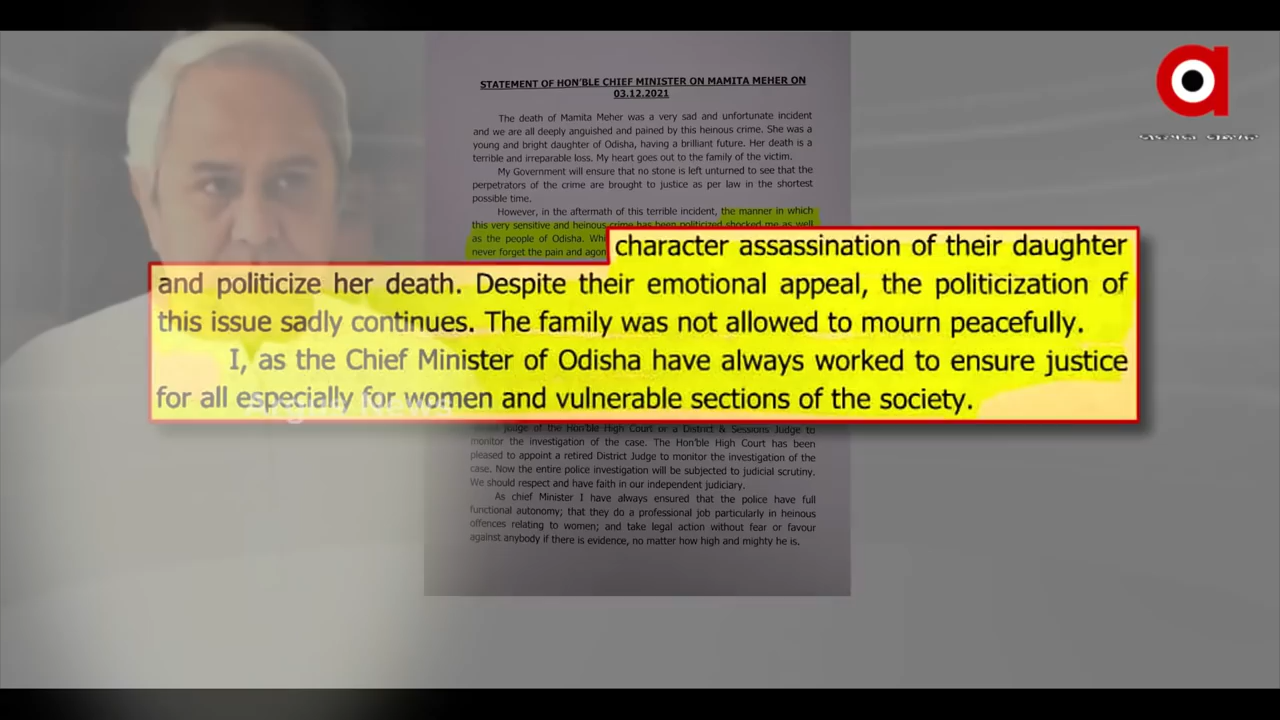 STATEMENT OF HON'BLE CHIEF MINISTER ON MAMITA MEHER ON
03.12.2021
The death of Mamita Meher was a very sad and unfortunate incident
and we are all deeply anguished and pained by this heinous crime. She was a
young and bright daughter of Odisha, having a brilliant future. Her death is a
terrible and irreparable loss. My heart goes out to the family of the victim.
My Government will ensure that no stone is left unturned to see that the
perpetrators of the crime are brought to justice as per law in the shortest
possible time.
However, in the aftermath of this terrible incident, the manner in which
this very sensitive and heinous crime has been politicized shocked me as well
as the people of Odisha.
never forget the pain and
character assassination of their daughter
and politicize her death. Despite their emotional appeal, the politicization of
this issue sadly continues. The family was not allowed to mourn peacefully.
I, as the Chief Minister of Odisha have always worked to ensure justice
for all especially for women and vulnerable sections of the society.
judge of the Hon'ble High Court or a District & Sessions Judge to
monitor the investigation of the case. The Hon'ble High Court has been
pleased to appoint a retired District Judge to monitor the investigation of the
case. Now the entire police investigation will be subjected to judicial scrutiny.
We should respect and have faith in our independent judiciary.
As chief Minister I have always ensured that the police have full
functional autonomy; that they do a professional job particularly in heinous
offences relating to women; and take legal action without fear or favour
against anybody if there is evidence, no matter how high and mighty he is.